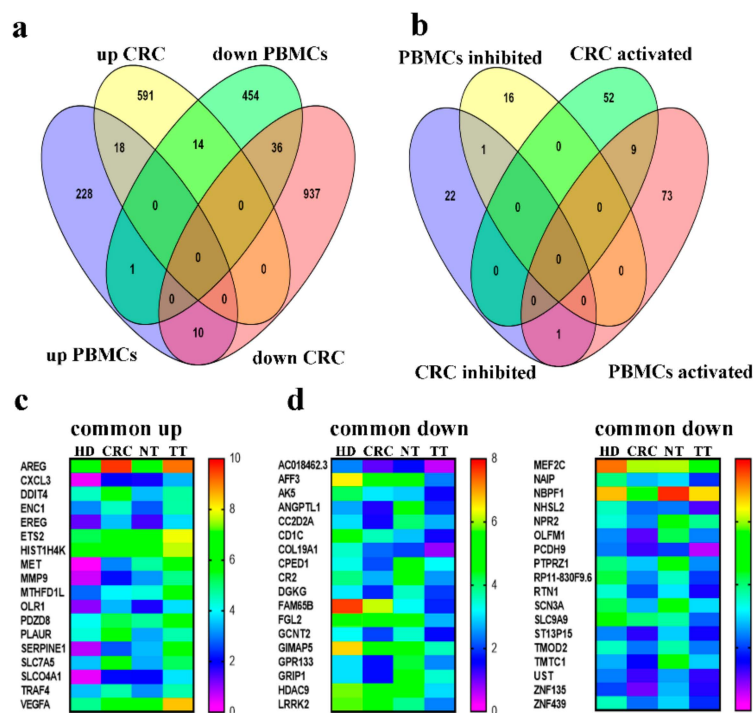 a
b
up CRC
down PBMCs
591
454
18
14
36
228
0
0
937
0
1
0
0
0
10
up PBMCs
down CRC
PBMCs inhibited
CRC activated
16
52
1
0
9
22
0
0
73
0
0
0
0
0
1
CRC inhibited
PBMCs activated
c
common up
HD CRC NT TT
AREG
CXCL3
DDIT4
ENC1
EREG
ETS2
HIST1H4K
MET
MMP9
MTHFD1L
OLR1
PDZD8
PLAUR
SERPINE1
SLC7A5
SLCO4A1
TRAF4
VEGFA
10
8
6
4
2
0
d
common down
HD CRC NT TT
AC018462.3
AFF3
AK5
ANGPTL1
CC2D2A
CD1C
COL19A1
CPED1
CR2
DGKG
FAM65B
FGL2
GCNT2
GIMAP5
GPR133
GRIP1
HDAC9
LRRK2
8
6
4
2
0
common down
HD CRC NT TT
MEF2C
NAIP
NBPF1
NHSL2
NPR2
OLFM1
PCDH9
PTPRZ1
RP11-830F9.6
RTN1
SCN3A
SLC9A9
ST13P15
TMOD2
TMTC1
UST
ZNF135
ZNF439